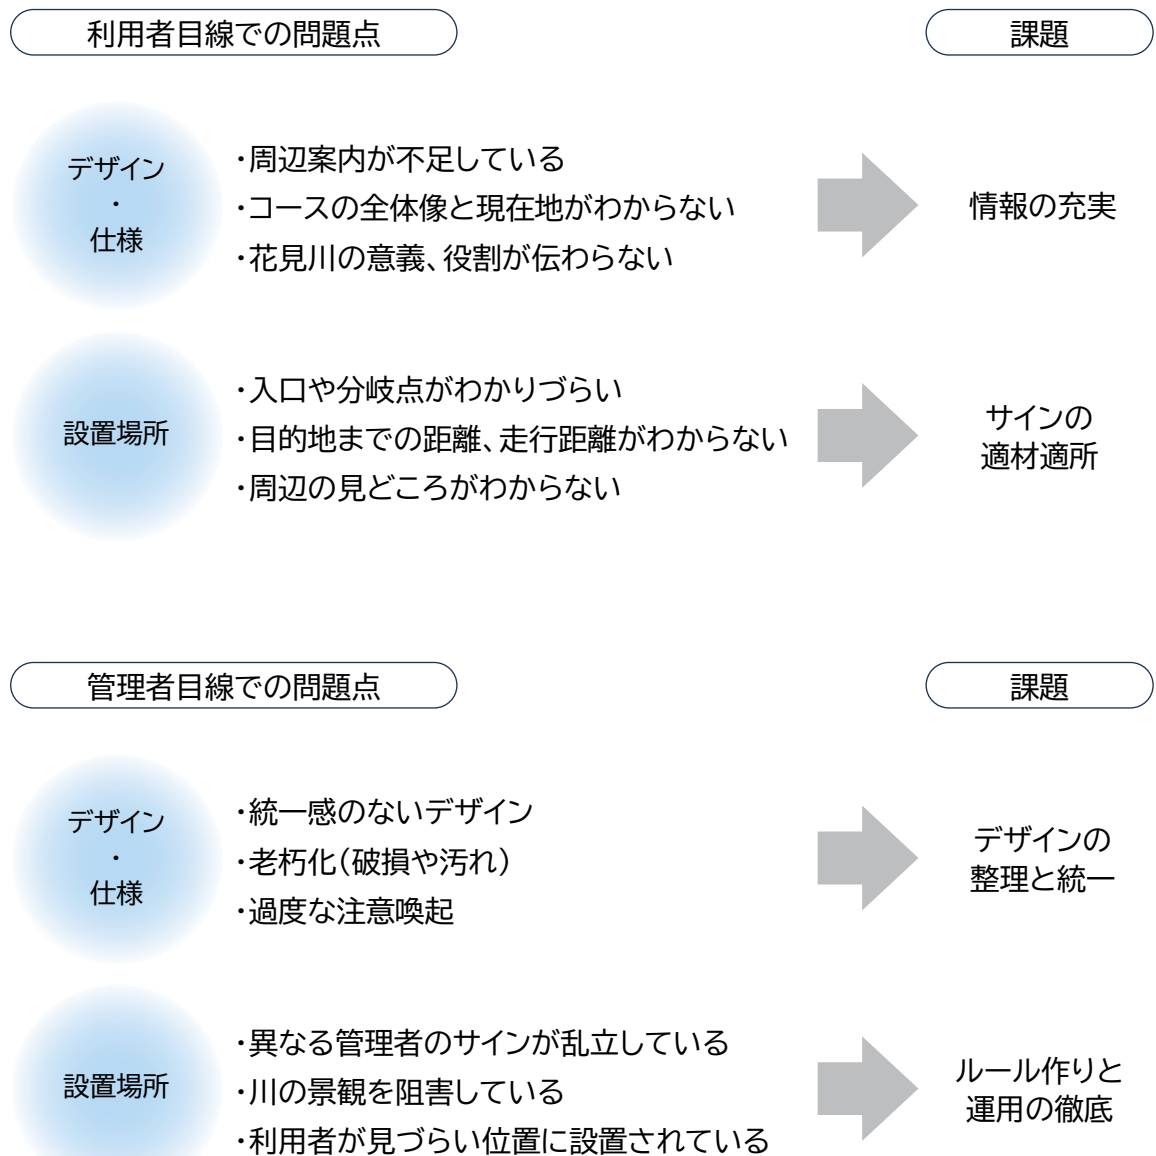 利用者目線での問題点
課題
デザイン
・
仕様
・周辺案内が不足している
・コースの全体像と現在地がわからない
・花見川の意義、役割が伝わらない
情報の充実
設置場所
・入口や分岐点がわかりづらい
・目的地までの距離、走行距離がわからない
・周辺の見どころがわからない
サインの
適材適所
管理者目線での問題点
課題
デザイン
・
仕様
・統一感のないデザイン
・老朽化（破損や汚れ）
・過度な注意喚起
デザインの
整理と統一
設置場所
・異なる管理者のサインが乱立している
・川の景観を阻害している
・利用者が見づらい位置に設置されている
ルール作りと
運用の徹底